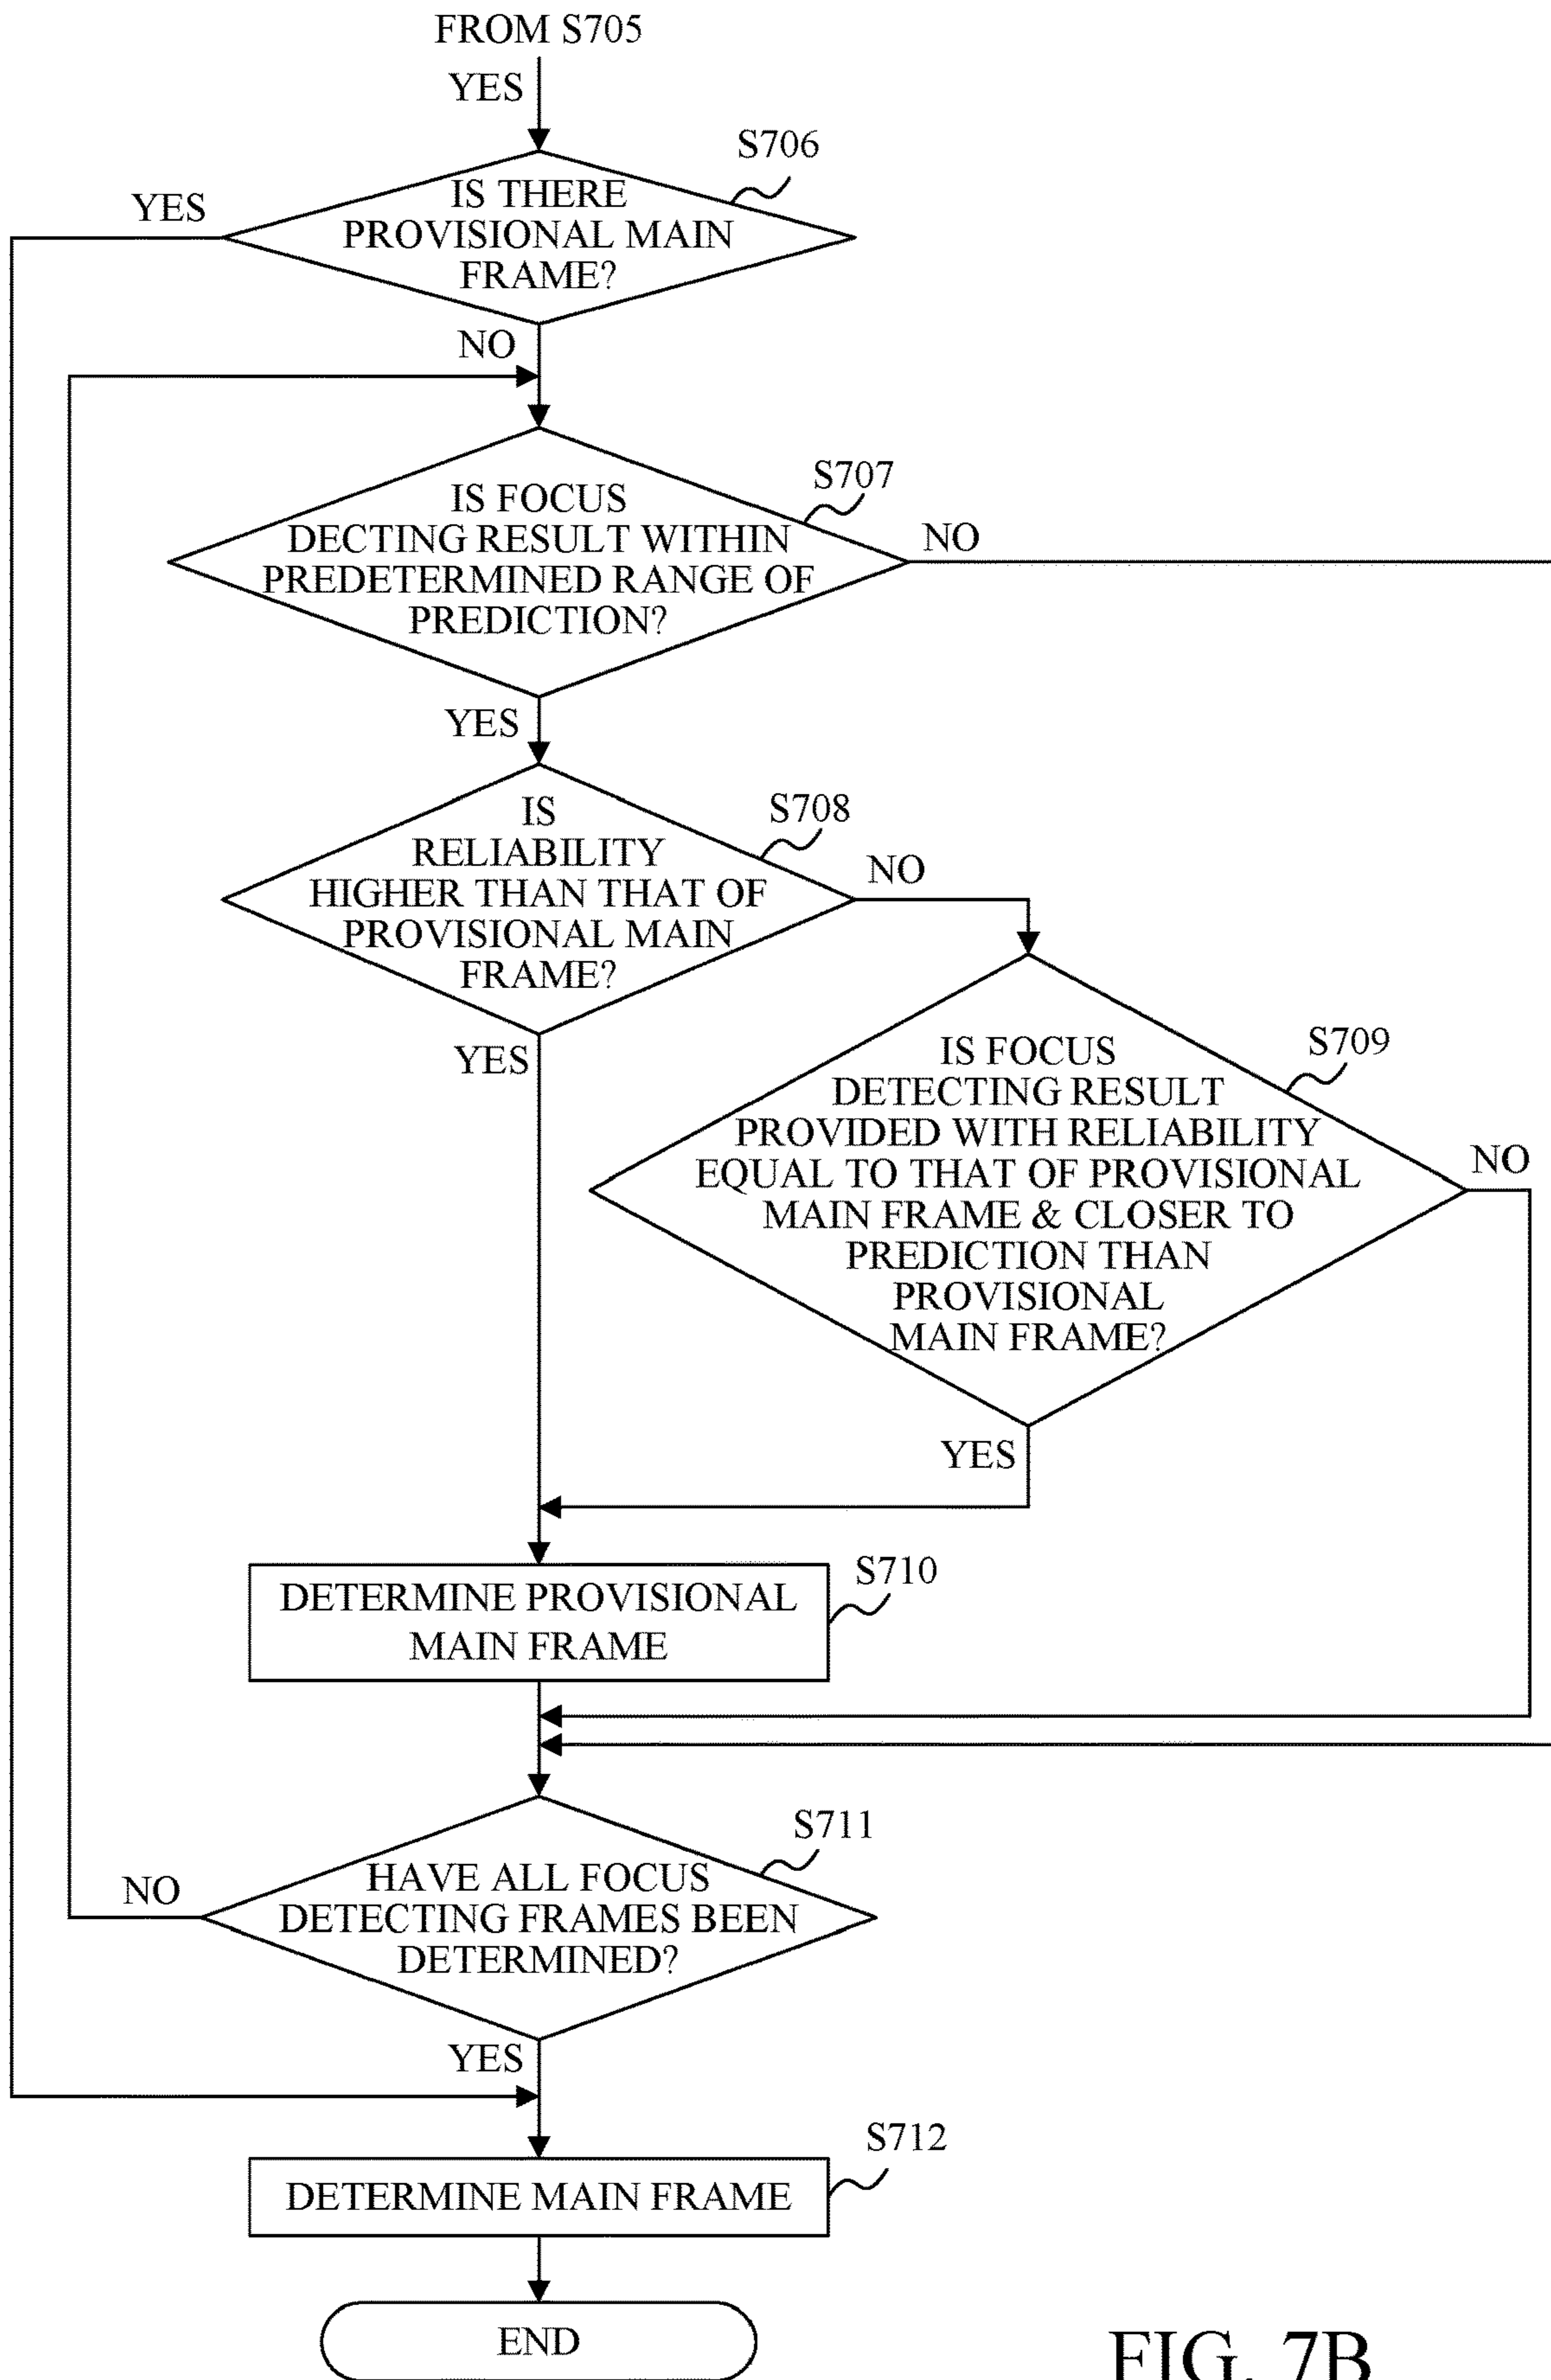 FROM S705
YES
S706
IS THERE
PROVISIONAL MAIN
FRAME?
YES
NO
S707
IS FOCUS
DECTING RESULT WITHIN
PREDETERMINED RANGE OF
PREDICTION?
NO
YES
S708
IS
RELIABILITY
HIGHER THAN THAT OF
PROVISIONAL MAIN
FRAME?
NO
YES
S709
IS FOCUS
DETECTING RESULT
PROVIDED WITH RELIABILITY
EQUAL TO THAT OF PROVISIONAL
MAIN FRAME & CLOSER TO
PREDICTION THAN
PROVISIONAL
MAIN FRAME?
NO
YES
S710
DETERMINE PROVISIONAL
MAIN FRAME
S711
HAVE ALL FOCUS
DETECTING FRAMES BEEN
DETERMINED?
NO
YES
S712
DETERMINE MAIN FRAME
END
FIG. 7B